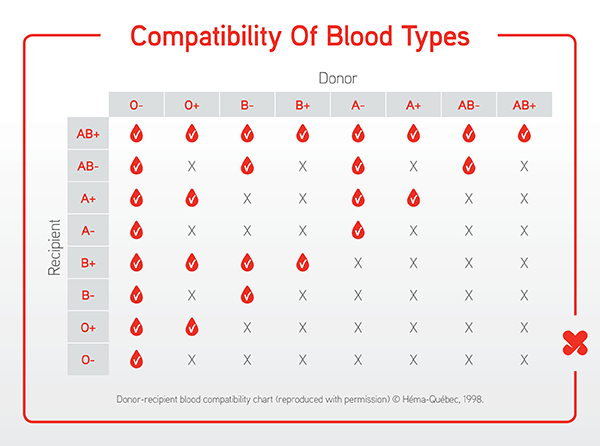 Compatibility Of Blood Types
Donor
O- O+ B- B+ A- A+ AB- AB+
Recipient
AB+
AB- X X X X X
A+ X X X X
A- X X X X X X
B+ X X X X
B- X X X X X X
O+ X X X X X X
O- X X X X X X X
Donor-recipient blood compatibility chart (reproduced with permission) © Héma-Québec, 1998.